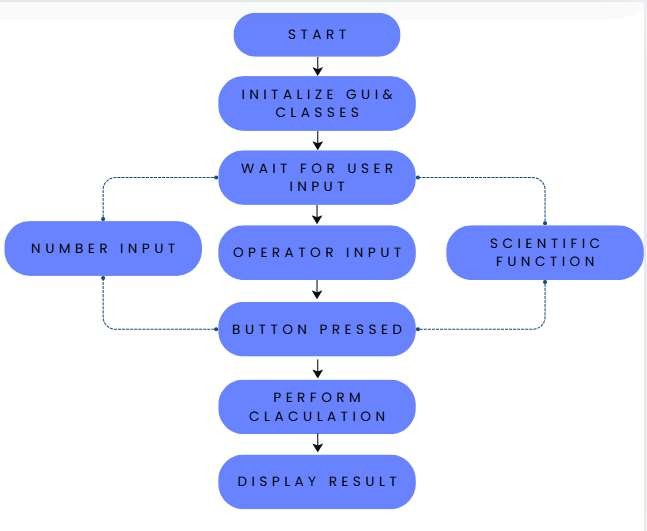 START
INITALIZE GUI&
CLASSES
WAIT FOR USER
INPUT
NUMBER INPUT
OPERATOR INPUT
SCIENTIFIC
FUNCTION
BUTTON PRESSED
PERFORM
CLACULATION
DISPLAY RESULT